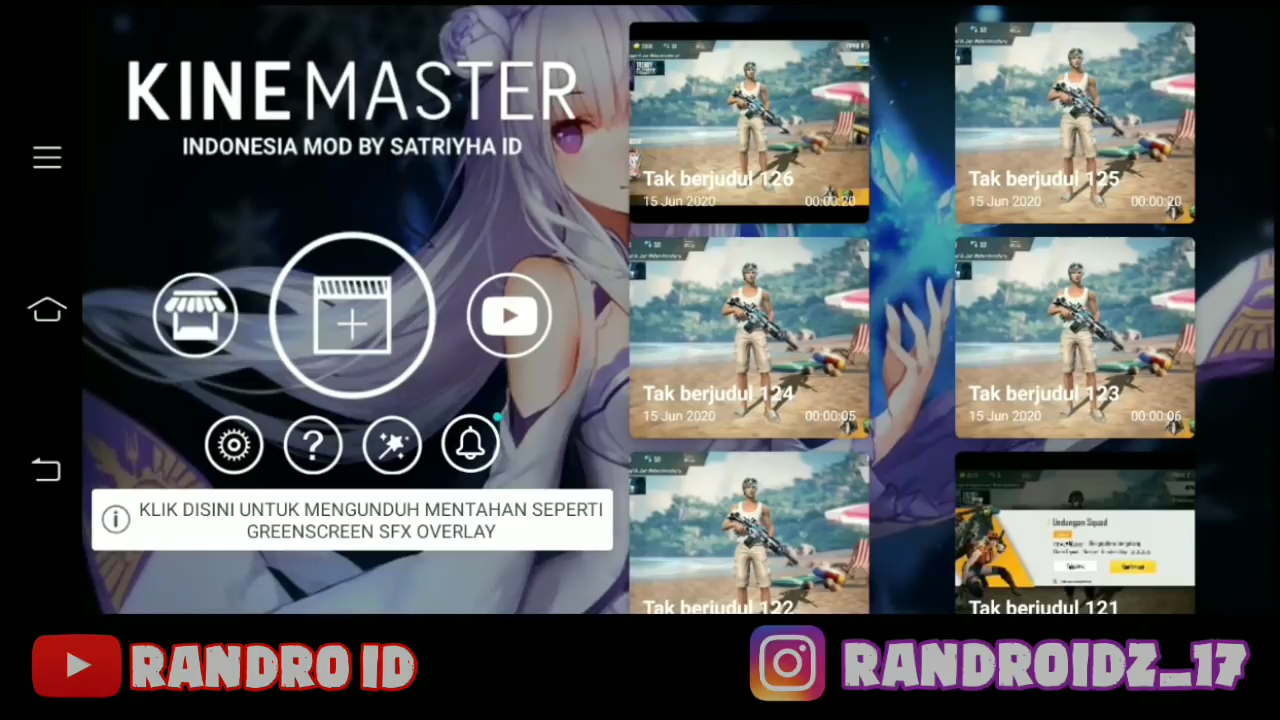 KINEMASTER
INDONESIA MOD BY SATRIYHA ID
KLIK DISINI UNTUK MENGUNDUH MENTAHAN SEPERTI
GREENSCREEN SFX OVERLAY
Tak berjudul 126
15 Jun 2020 00:00:20
Tak berjudul 125
15 Jun 2020 00:00:20
Tak berjudul 124
15 Jun 2020 00:00:05
Tak berjudul 123
15 Jun 2020 00:00:06
Tak berjudul 122
Undangan Squad
Tak berjudul 121
RANDRO ID
RANDROIDZ_17